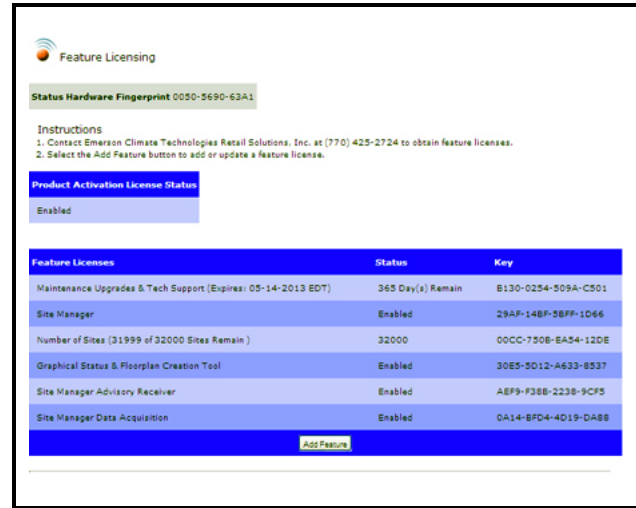 Feature Licensing
Status Hardware Fingerprint 0050-5690-63A1
Instructions
1. Contact Emerson Climate Technologies Retail Solutions, Inc. at (770) 425-2724 to obtain feature licenses.
2. Select the Add Feature button to add or update a feature license.
Product Activation License Status
Enabled
Feature Licenses Status Key
Maintenance Upgrades & Tech Support (Expires: 05-14-2013 EDT) 365 Day(s) Remain B130-0254-509A-C501
Site Manager Enabled 29AF-14BF-5BFF-1D66
Number of Sites (31999 of 32000 Sites Remain ) 32000 00CC-750B-EA54-12DE
Graphical Status & Floorplan Creation Tool Enabled 30E5-5D12-A633-8537
Site Manager Advisory Receiver Enabled AEF9-F38B-2238-9CF5
Site Manager Data Acquisition Enabled 0A14-BFD4-4D19-DA88
Add Feature